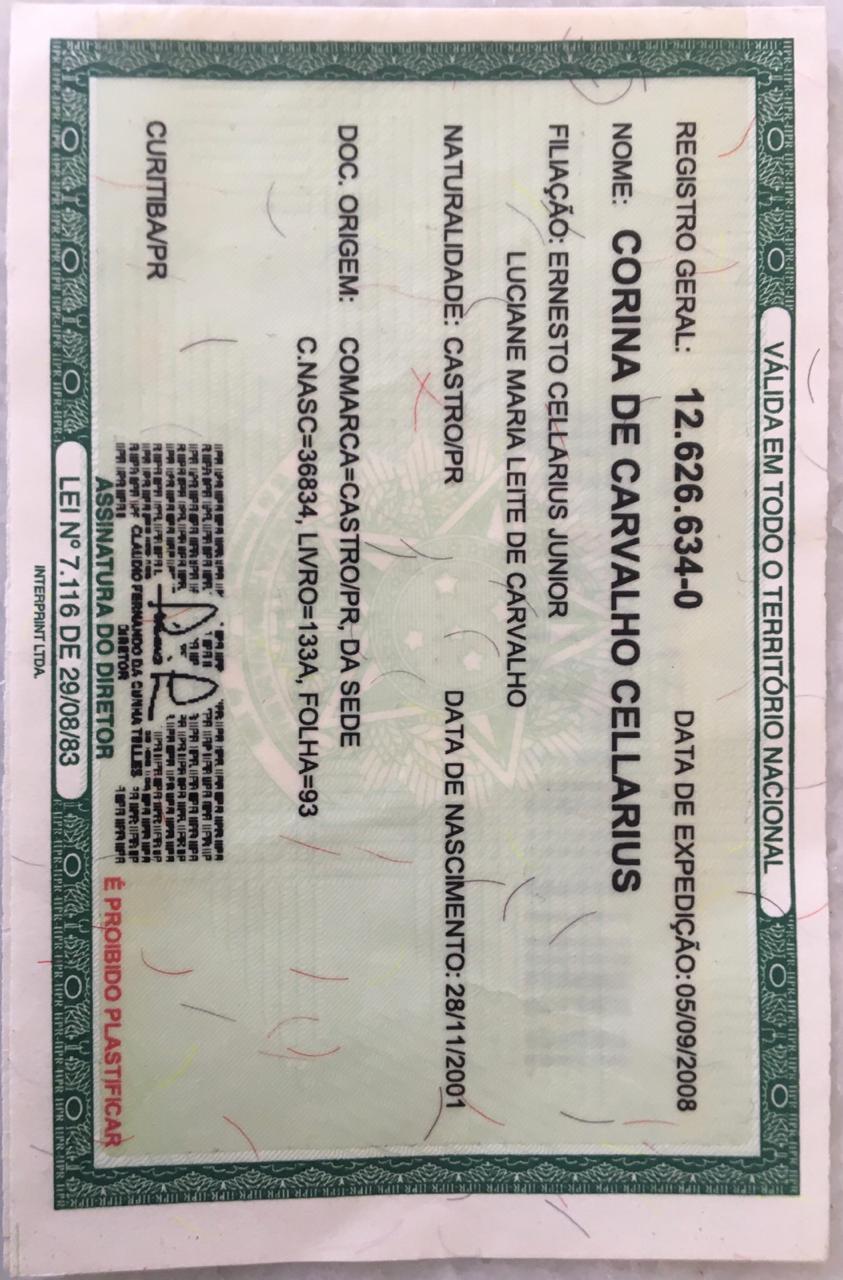 VÁLIDA EM TODO O TERRITÓRIO NACIONAL
REGISTRO GERAL: 12.626.634-0 DATA DE EXPEDIÇÃO: 05/09/2008
NOME: CORINA DE CARVALHO CELLARIUS
FILIAÇÃO: ERNESTO CELLARIUS JUNIOR
LUCIANE MARIA LEITE DE CARVALHO
NATURALIDADE: CASTRO/PR DATA DE NASCIMENTO: 28/11/2001
DOC. ORIGEM: COMARCA=CASTRO/PR, DA SEDE
C.NASC=36834, LIVRO=133A, FOLHA=93
CURITIBA/PR
CLAUDIO FERNANDO DA CUNHA TELLES
DIRETOR
ASSINATURA DO DIRETOR
É PROIBIDO PLASTIFICAR
LEI Nº 7.116 DE 29/08/83
INTERPRINT LTDA.